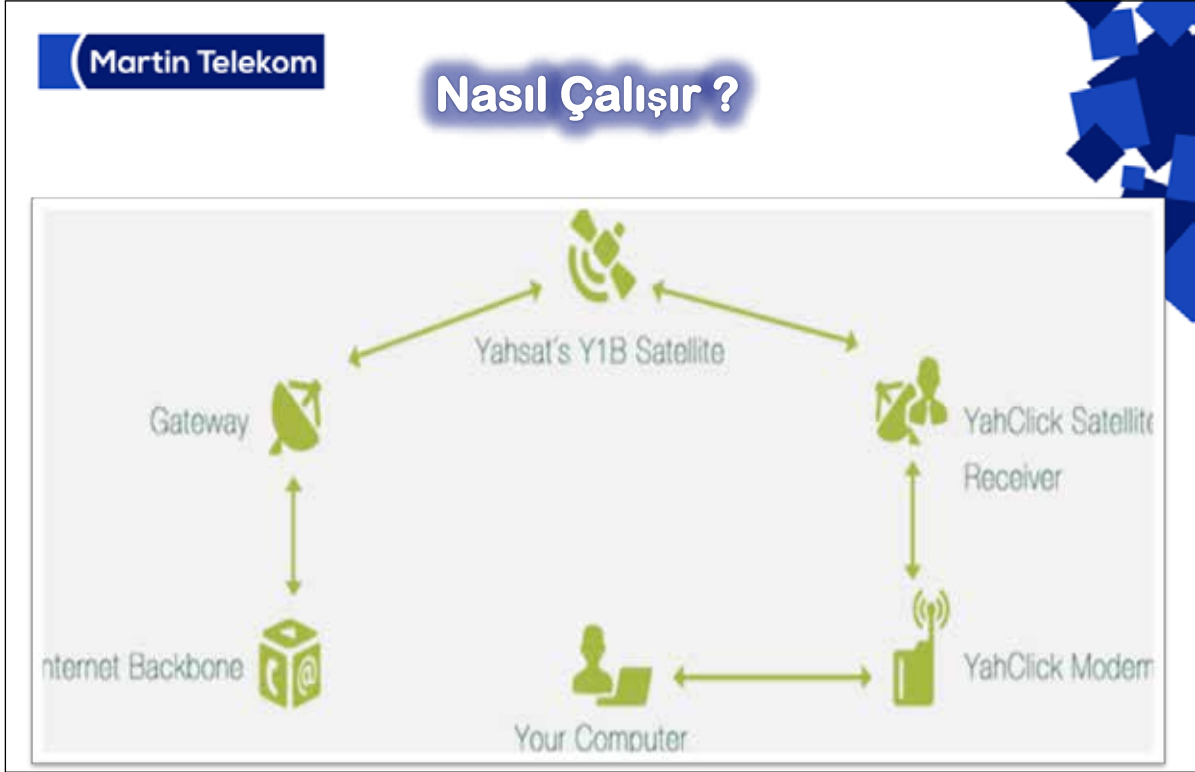 Martin Telekom
Nasıl Çalışır ?
Yahsat's Y1B Satellite
Gateway
YahClick Satellite
Receiver
nternet Backbone
YahClick Modem
Your Computer